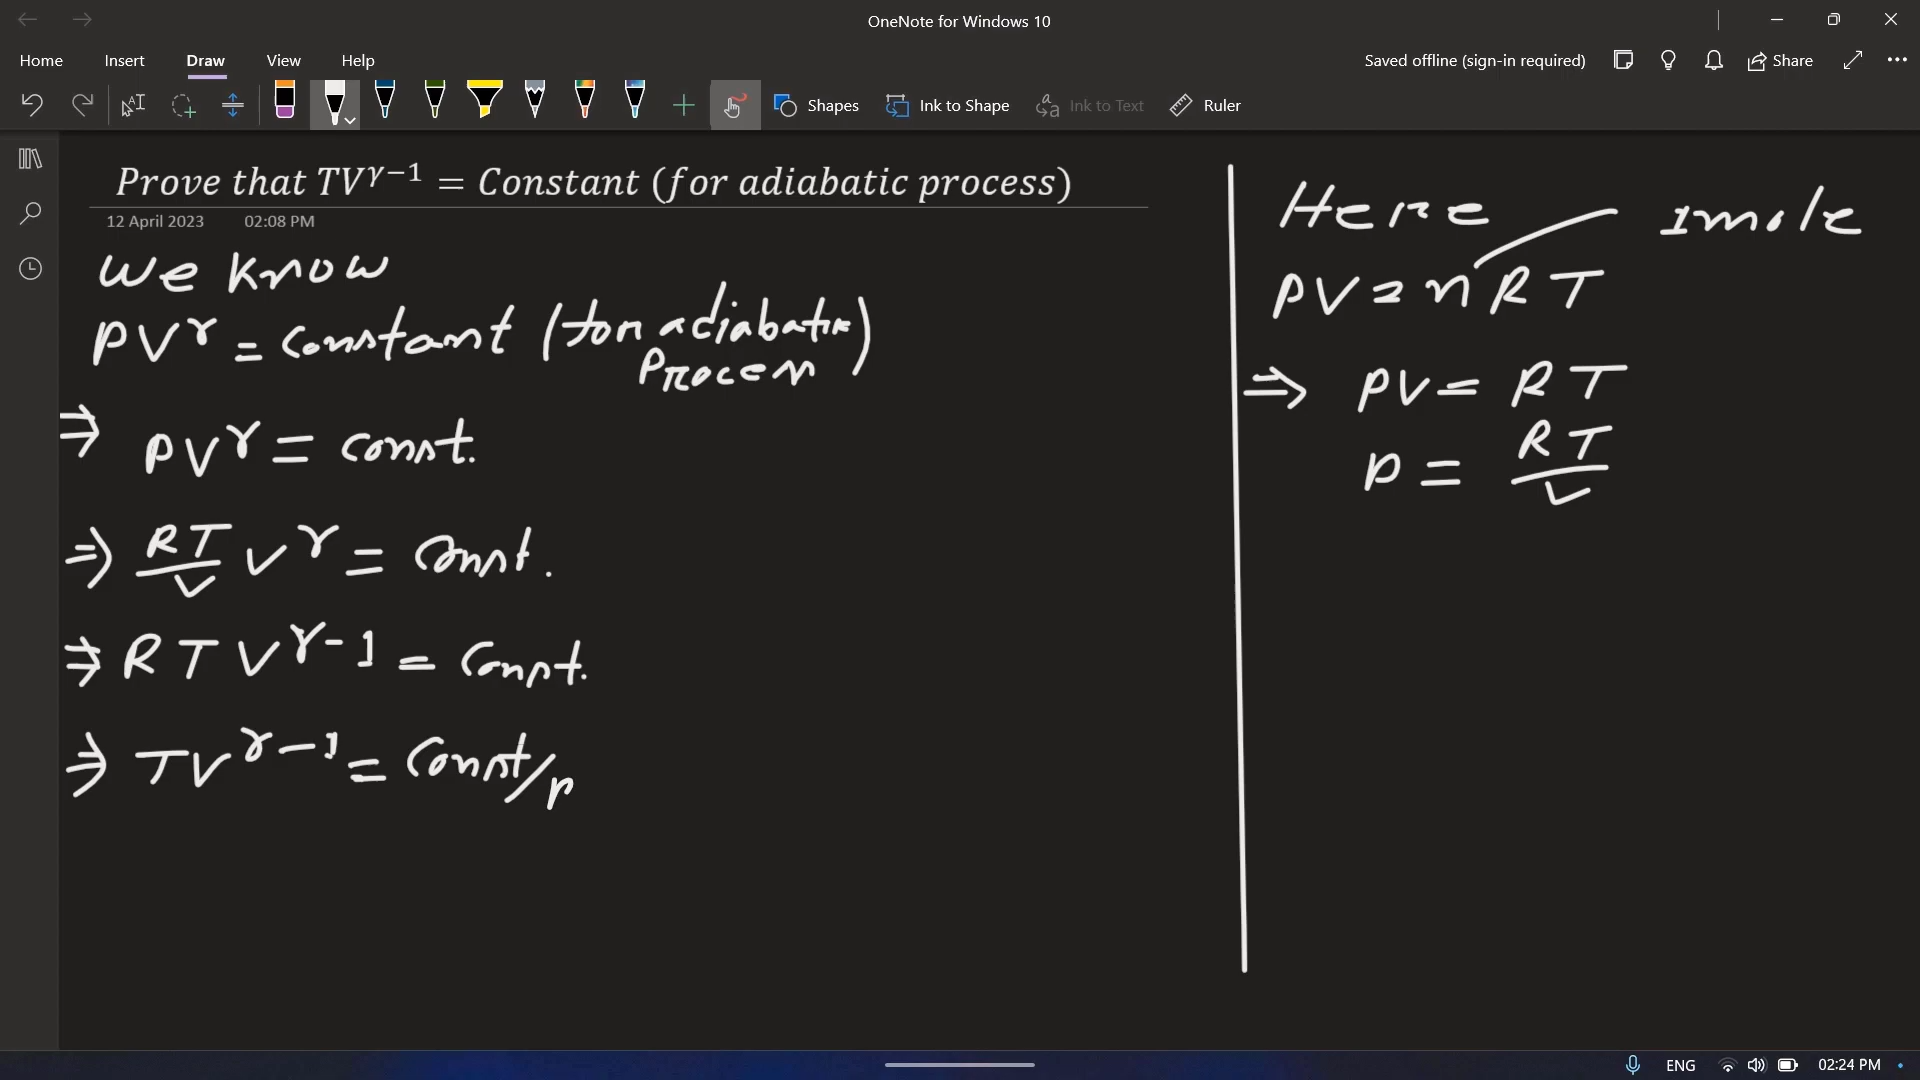 OneNote for Windows 10
Home Insert Draw View Help
Saved offline (sign-in required) Share
Shapes Ink to Shape Ink to Text Ruler
Prove that TV^{γ-1} = Constant (for adiabatic process)
12 April 2023 02:08 PM
We know
PV^γ = constant (for adiabatic
Process)
⇒ PV^γ = const.
⇒ RT/V V^γ = const.
⇒ RTV^{γ-1} = const.
⇒ TV^{γ-1} = const/r
Here 1mole
PV = nRT
⇒ PV = RT
P = RT/V
ENG 02:24 PM